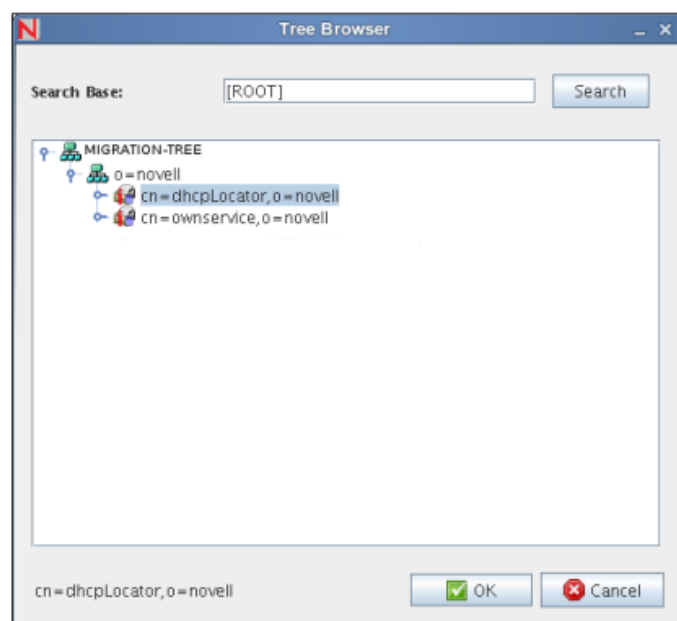 N Tree Browser
Search Base: [ROOT] Search
MIGRATION-TREE
o=novell
cn=dhcpLocator,o=novell
cn=ownservice,o=novell
cn=dhcpLocator,o=novell OK Cancel